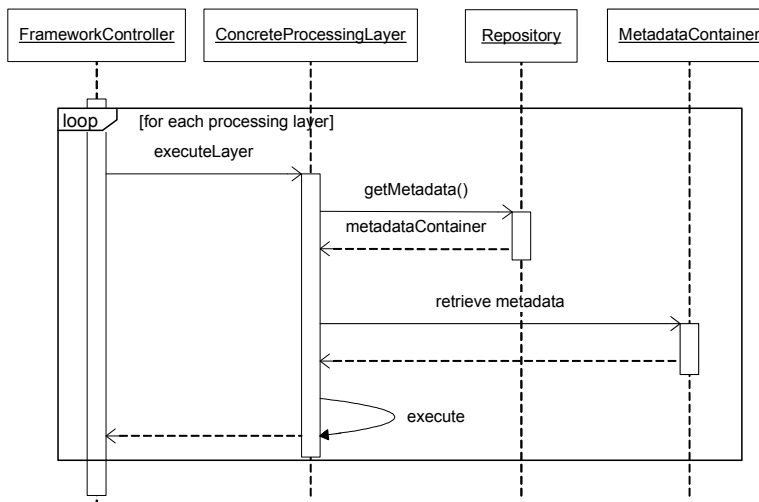 FrameworkController
ConcreteProcessingLayer
Repository
MetadataContainer
loop
[for each processing layer]
executeLayer
getMetadata()
metadataContainer
retrieve metadata
execute